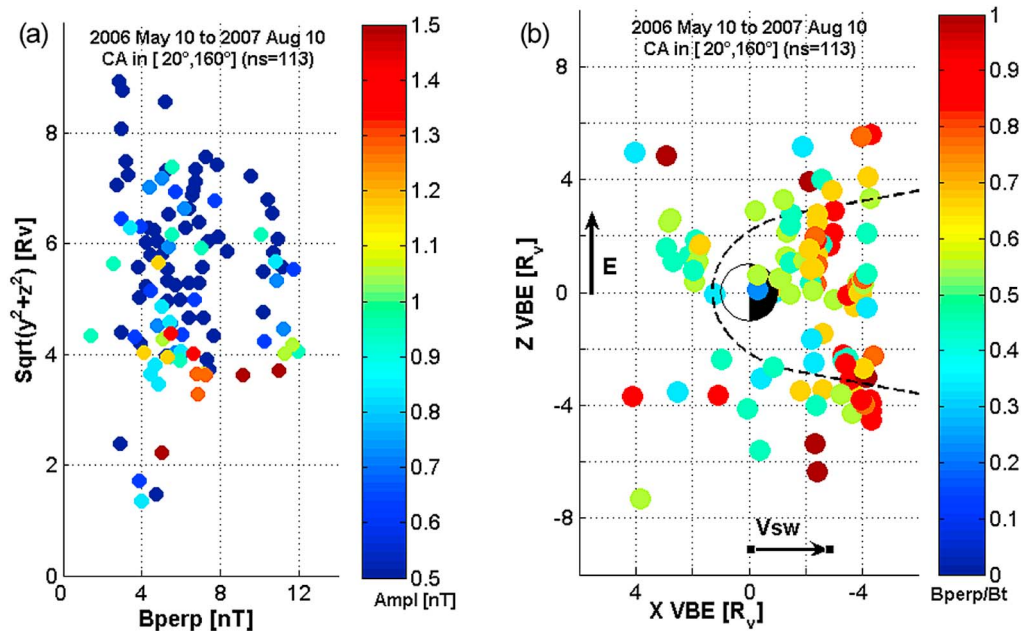 (a)
2006 May 10 to 2007 Aug 10
CA in [ 20°,160°] (ns=113)
Sqrt(y²+z²) [Rv]
8
6
4
2
0
0
4
8
12
Bperp [nT]
1.5
1.4
1.3
1.2
1.1
1
0.9
0.8
0.7
0.6
0.5
Ampl [nT]
(b)
2006 May 10 to 2007 Aug 10
CA in [ 20°,160°] (ns=113)
Z VBE [Rᵥ]
8
4
0
-4
-8
E
Vsw
4
0
-4
X VBE [Rᵥ]
1
0.9
0.8
0.7
0.6
0.5
0.4
0.3
0.2
0.1
0
Bperp/Bt